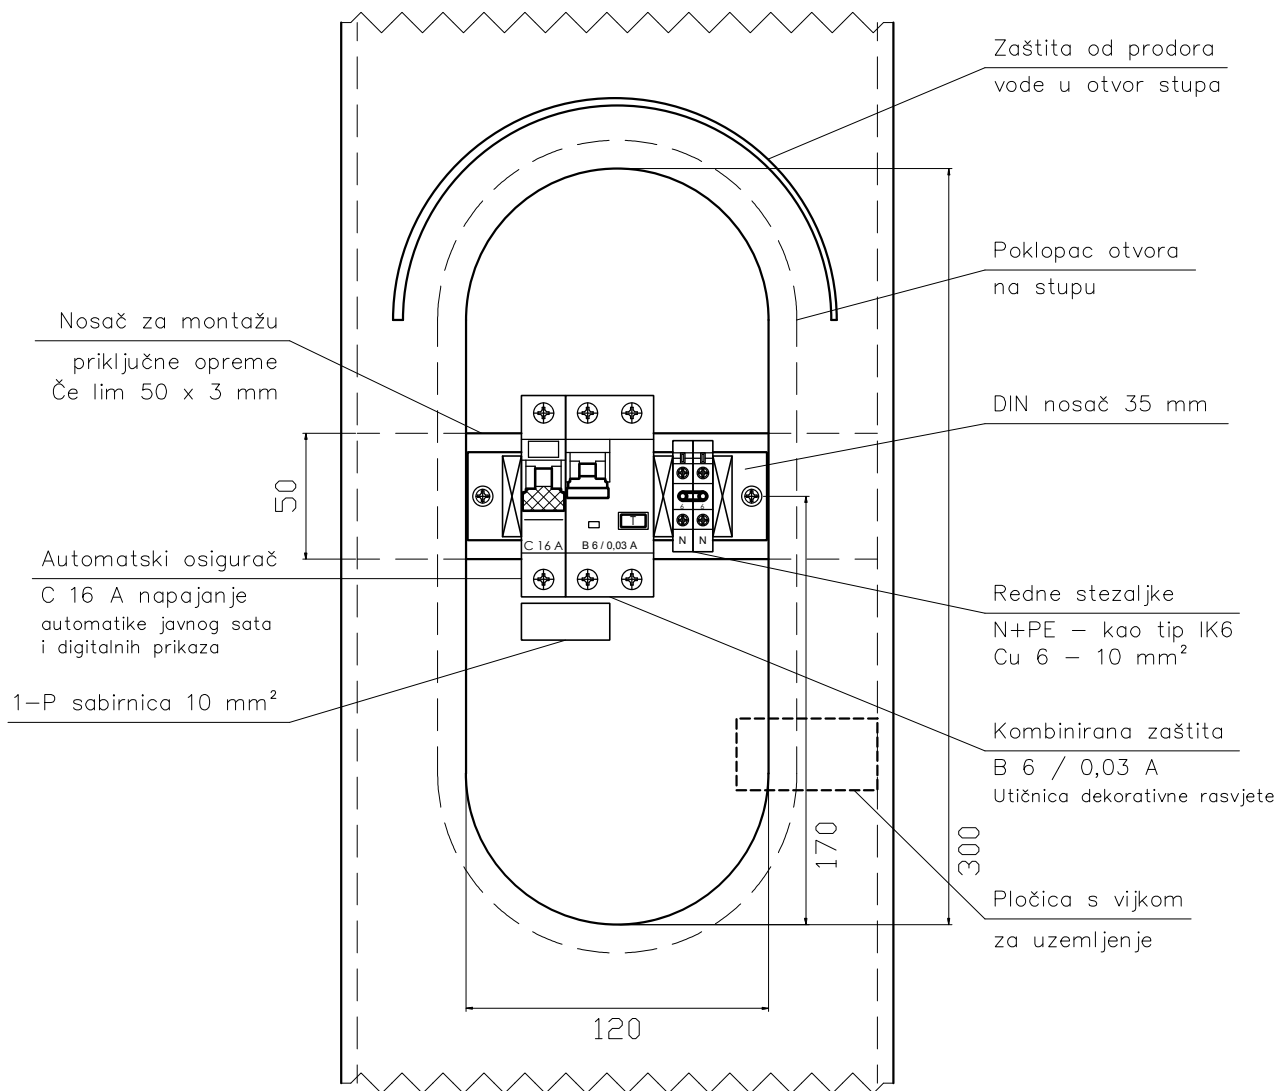 Zaštita od prodora
vode u otvor stupa
Poklopac otvora
na stupu
Nosač za montažu
priključne opreme
Če lim 50 x 3 mm
DIN nosač 35 mm
50
6 6
C 16 A
B 6 / 0,03 A
N N
Automatski osigurač
C 16 A napajanje
automatike javnog sata
i digitalnih prikaza
Redne stezaljke
N+PE – kao tip IK6
Cu 6 – 10 mm²
1–P sabirnica 10 mm²
Kombinirana zaštita
B 6 / 0,03 A
Utičnica dekorativne rasvjete
170
300
Pločica s vijkom
za uzemljenje
120